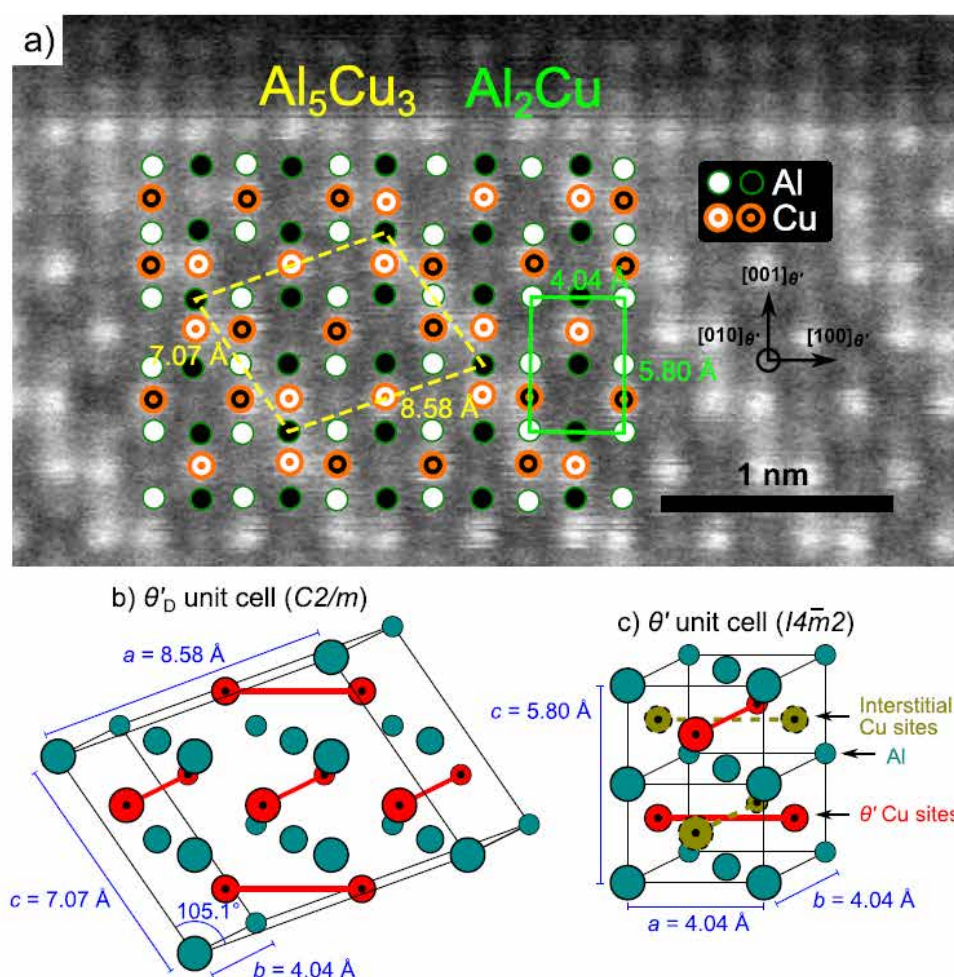 a)
Al₅Cu₃ Al₂Cu
Al
Cu
4.04 Å
[001]θ′
[010]θ′ [100]θ′
7.07 Å
5.80 Å
8.58 Å
1 nm
b) θ′D unit cell (C2/m)
a = 8.58 Å
c = 7.07 Å
105.1°
b = 4.04 Å
c) θ′ unit cell (I4m̅2)
c = 5.80 Å
Interstitial
Cu sites
Al
θ′ Cu sites
b = 4.04 Å
a = 4.04 Å